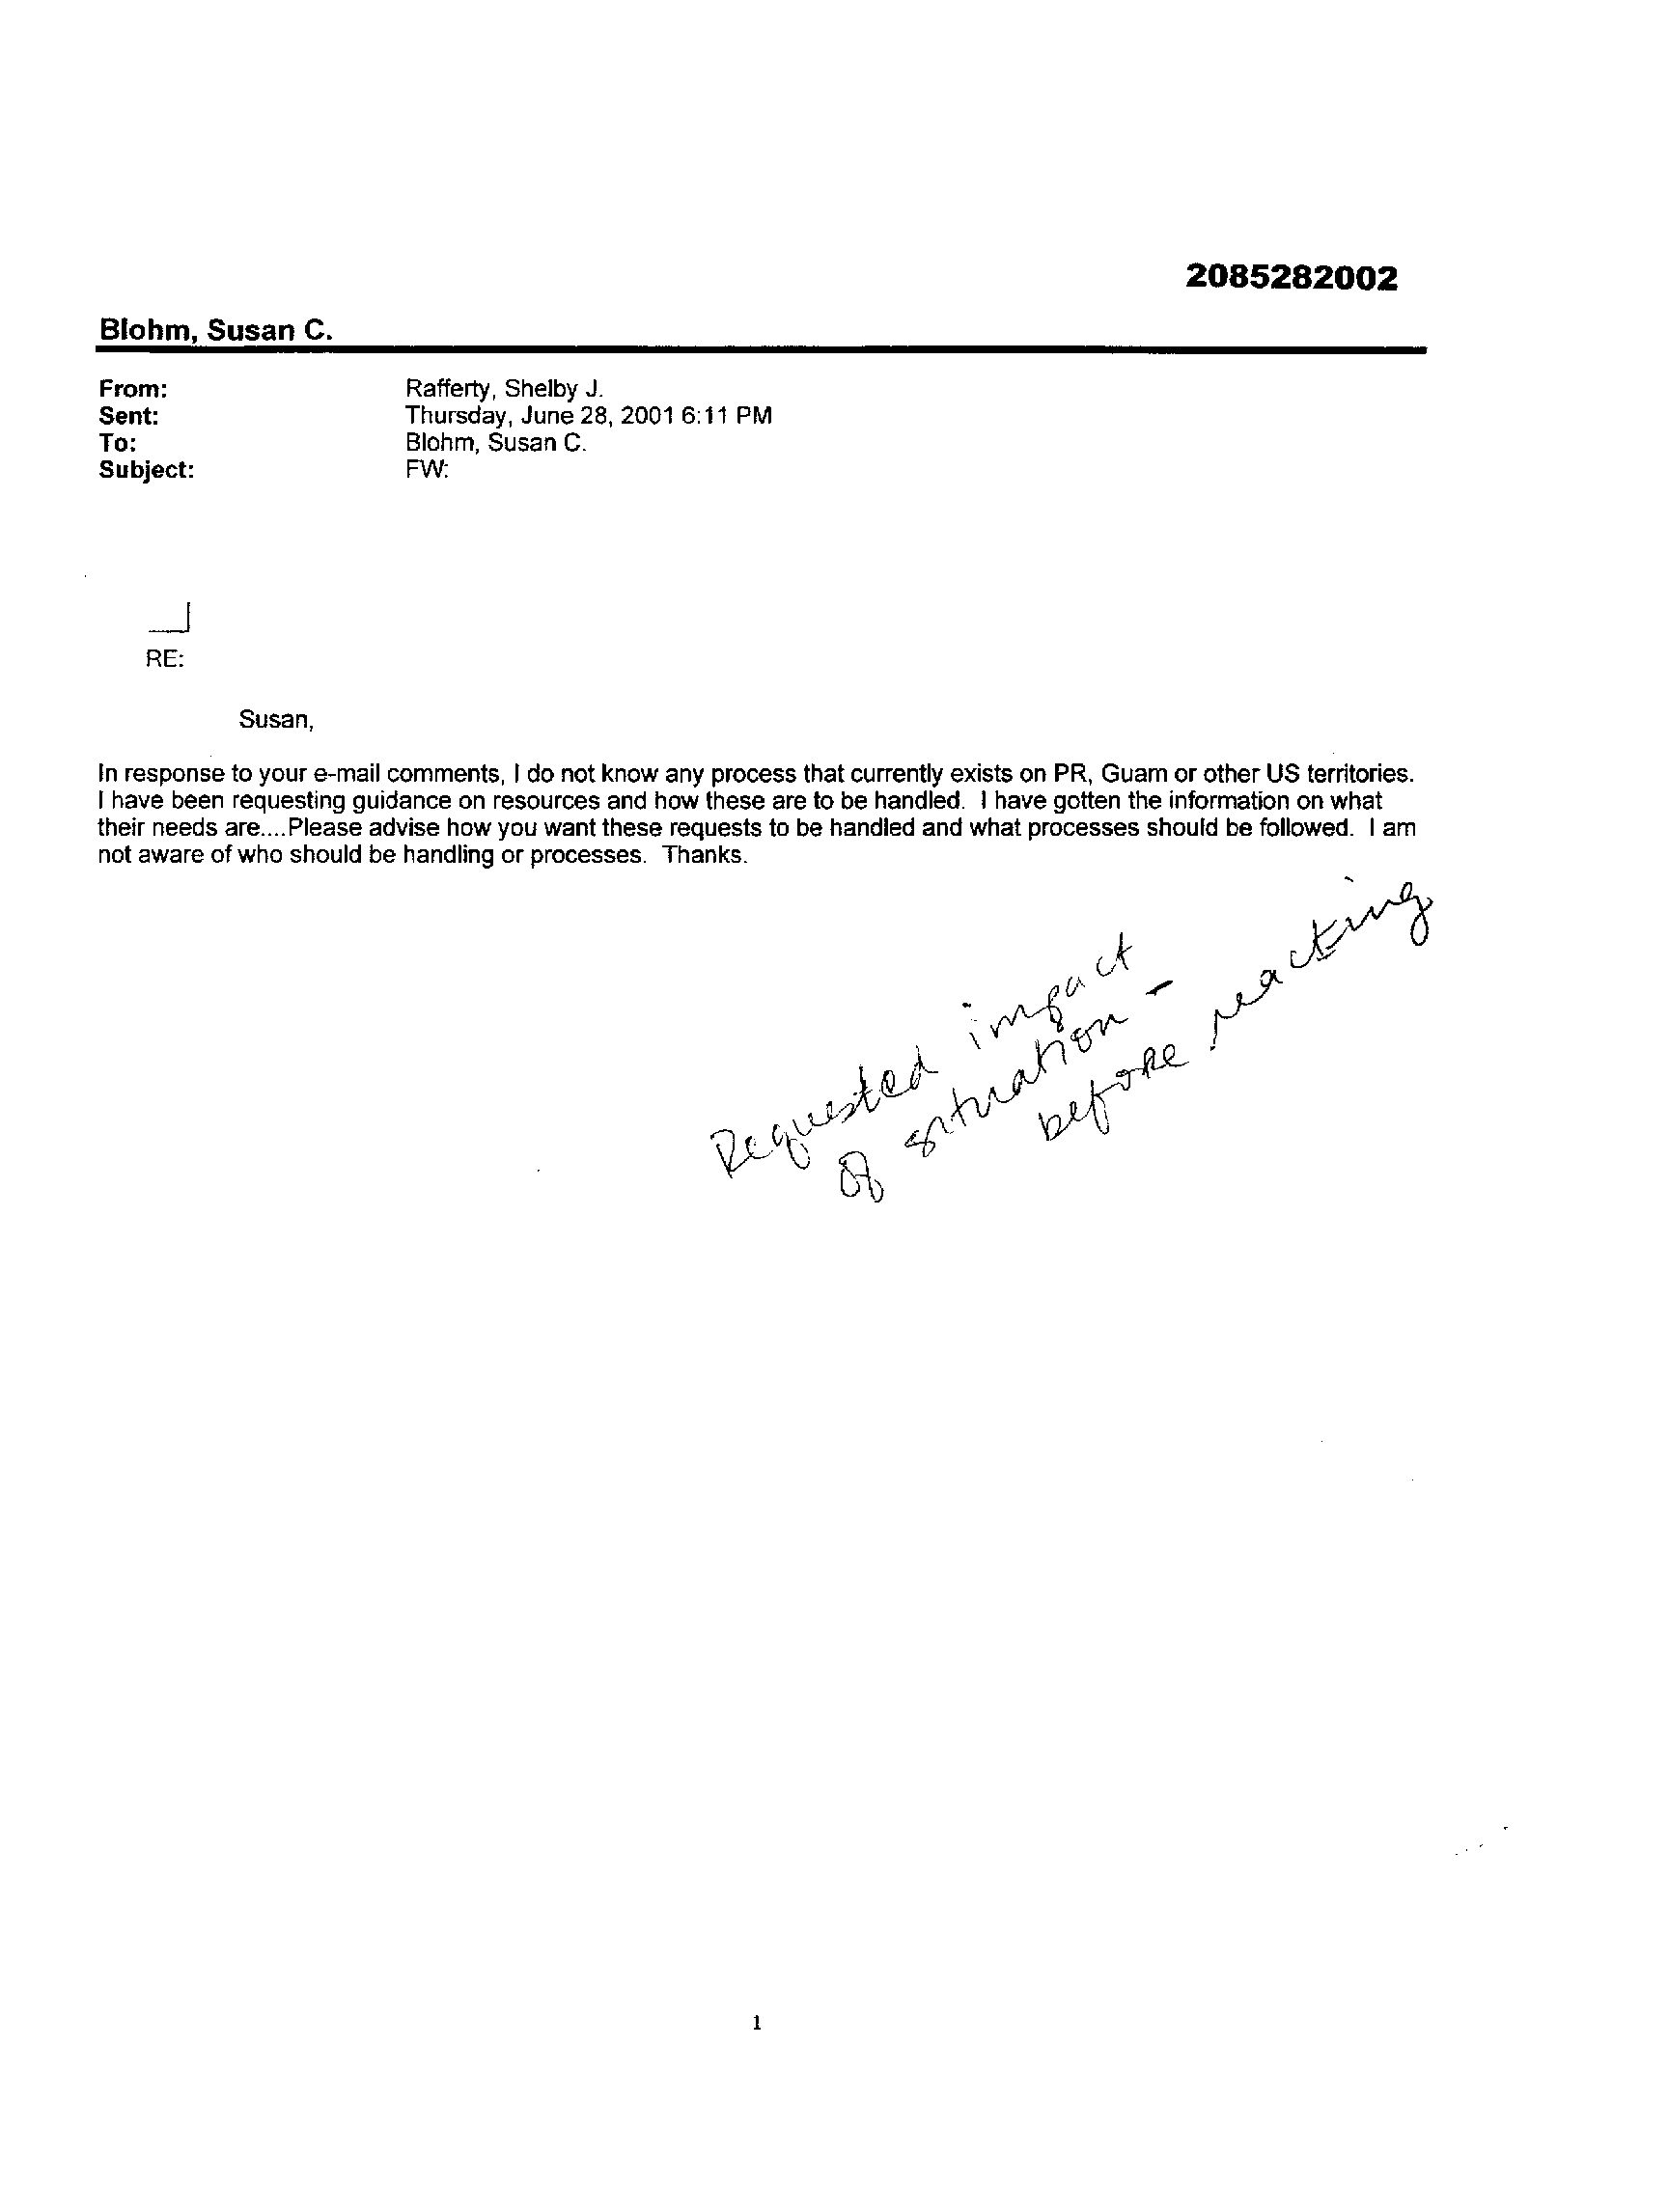 2085282002
Blohm, Susan C.
From: Rafferty, Shelby J.
Sent: Thursday, June 28, 2001 6:11 PM
To: Blohm, Susan C.
Subject: FW:
RE:
Susan,
In response to your e-mail comments, I do not know any process that currently exists on PR, Guam or other US territories.
I have been requesting guidance on resources and how these are to be handled. I have gotten the information on what
their needs are....Please advise how you want these requests to be handled and what processes should be followed. I am
not aware of who should be handling or processes. Thanks.
Requested impact
of situation -
before reacting
1